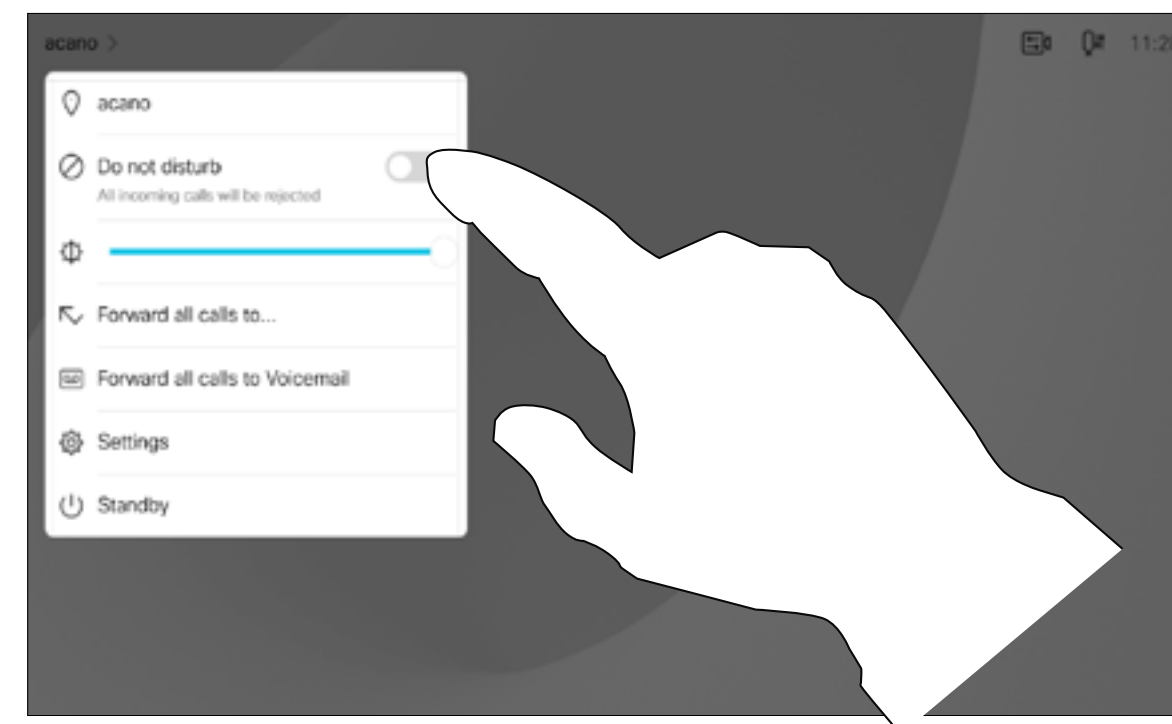 acano >
acano
Do not disturb
All incoming calls will be rejected
Forward all calls to...
Forward all calls to Voicemail
Settings
Standby